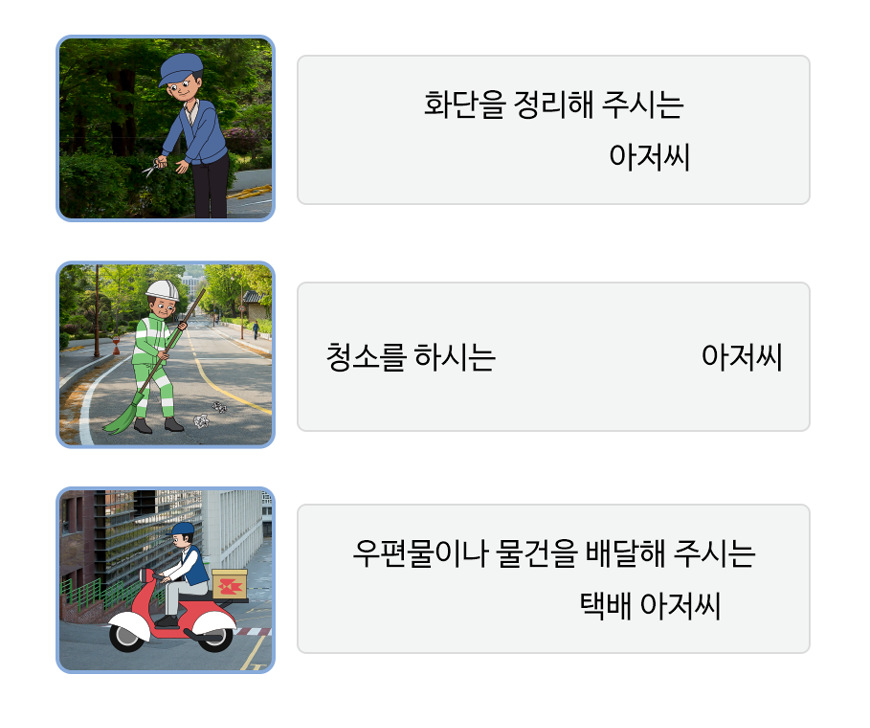 화단을 정리해 주시는
아저씨
청소를 하시는 아저씨
우편물이나 물건을 배달해 주시는
택배 아저씨